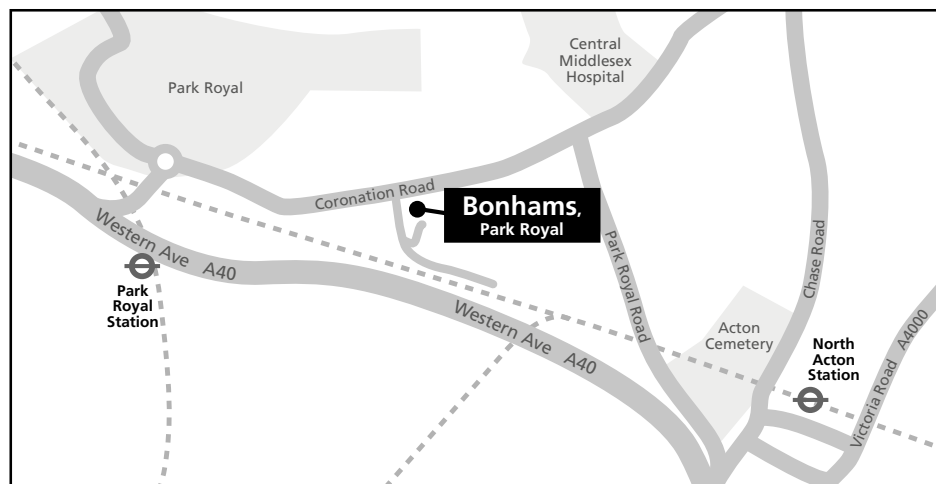 Park Royal
Central
Middlesex
Hospital
Coronation Road
Bonhams,
Park Royal
Western Ave A40
Park
Royal
Station
Western Ave A40
Park Royal Road
Chase Road
Acton
Cemetery
North
Acton
Station
Victoria Road A4000